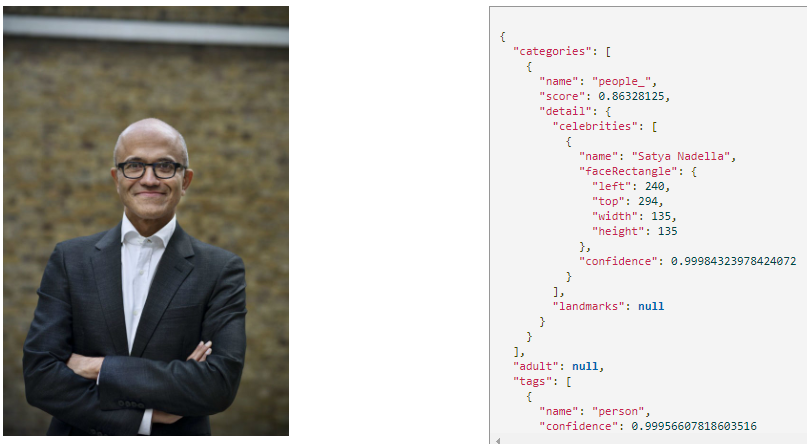 {
"categories": [
{
"name": "people_",
"score": 0.86328125,
"detail": {
"celebrities": [
{
"name": "Satya Nadella",
"faceRectangle": {
"left": 240,
"top": 294,
"width": 135,
"height": 135
},
"confidence": 0.99984323978424072
}
],
"landmarks": null
}
}
],
"adult": null,
"tags": [
{
"name": "person",
"confidence": 0.99956607818603516